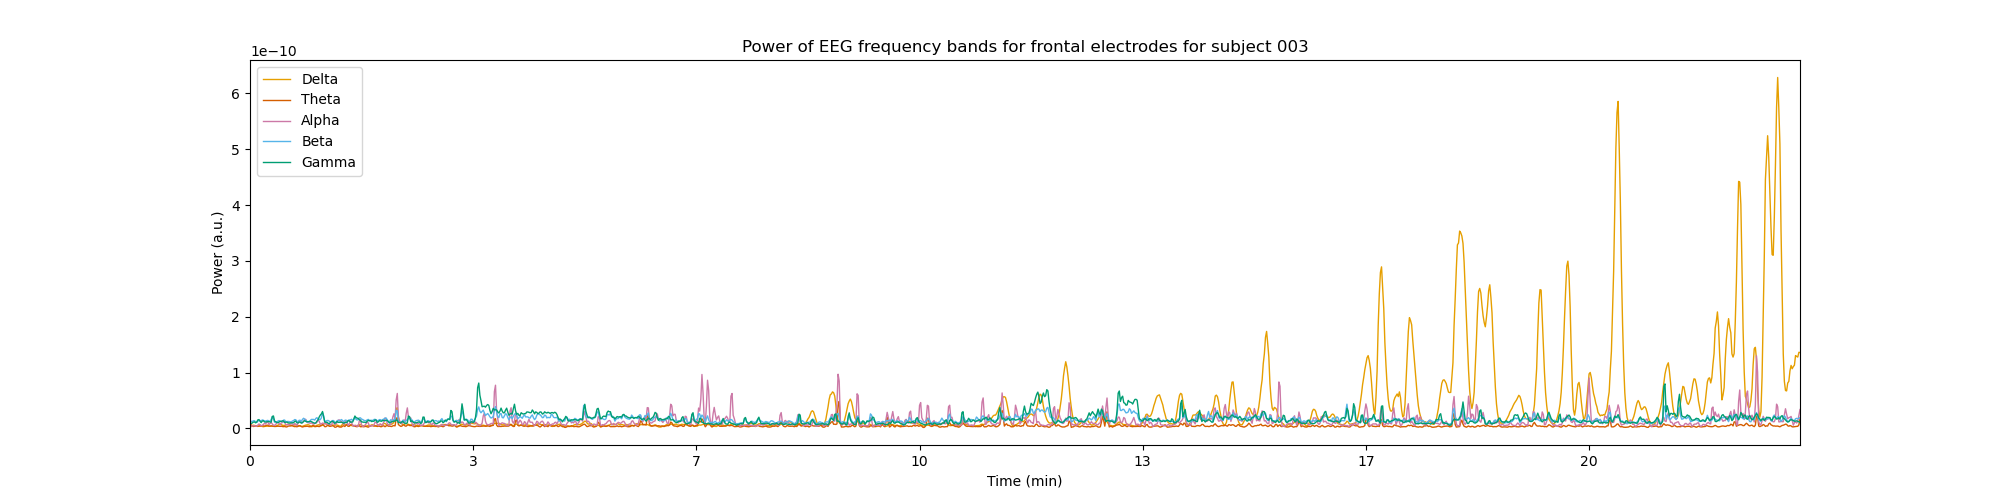 Power of EEG frequency bands for frontal electrodes for subject 003
1e−10
Delta
Theta
Alpha
Beta
Gamma
6
5
4
3
2
1
0
Power (a.u.)
0 3 7 10 13 17 20
Time (min)